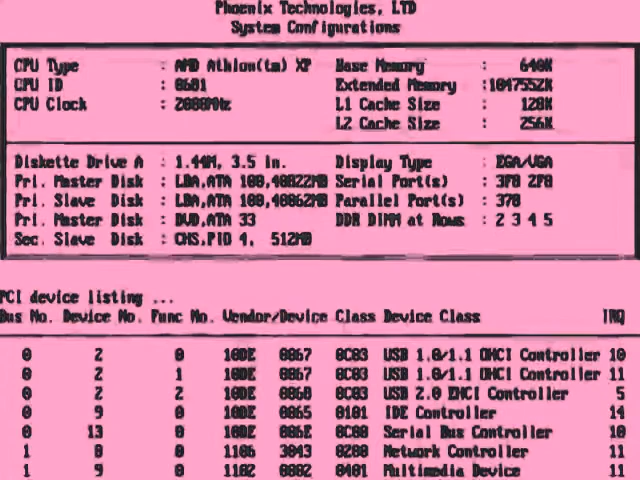 Phoenix Technologies, LTD
System Configurations
CPU Type : AMD Athlon(tm) XP Base Memory : 640K
CPU ID : 0681 Extended Memory :1047552K
CPU Clock : 2080MHz L1 Cache Size : 128K
L2 Cache Size : 256K
Diskette Drive A : 1.44M, 3.5 in. Display Type : EGA/VGA
Pri. Master Disk : LBA,ATA 100, Serial Port(s) : 3F8 2F8
Pri. Slave Disk : LBA,ATA 100, Parallel Port(s) : 378
Pri. Master Disk : DVD,ATA 33 DDR DIMM at Rows : 2 3 4 5
Sec. Slave Disk : CHS,PIO 4, 512MB
PCI device listing ...
Bus No. Device No. Func No. Vendor/Device Class Device Class IRQ
0 2 0 10DE 0067 0C03 USB 1.0/1.1 OHCI Controller 10
0 2 1 10DE 0067 0C03 USB 1.0/1.1 OHCI Controller 11
0 2 2 10DE 0068 0C03 USB 2.0 EHCI Controller 5
0 9 0 10DE 0065 0101 IDE Controller 14
0 13 0 10DE 006E 0C00 Serial Bus Controller 10
1 8 0 1106 3043 0200 Network Controller 11
1 9 0 1102 0002 0401 Multimedia Device 11